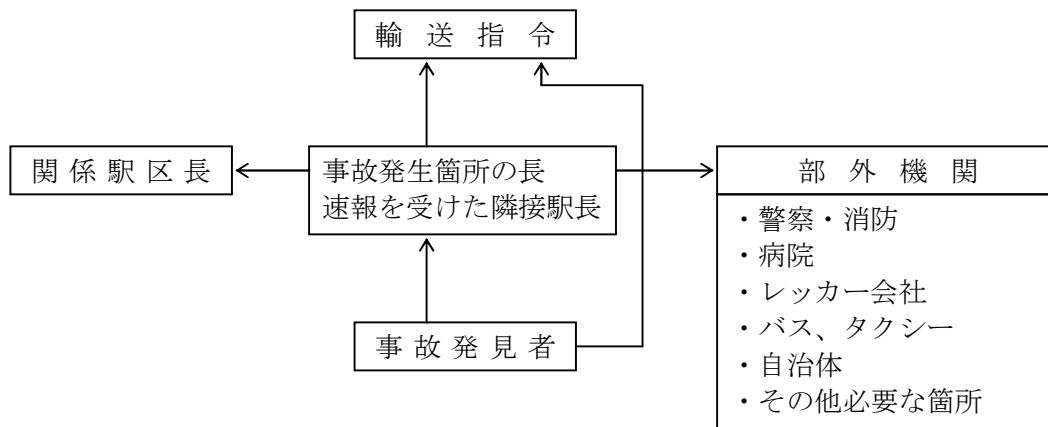 輸送指令
関係駅区長
事故発生箇所の長
速報を受けた隣接駅長
部外機関
・警察・消防
・病院
・レッカー会社
・バス、タクシー
・自治体
・その他必要な箇所
事故発見者